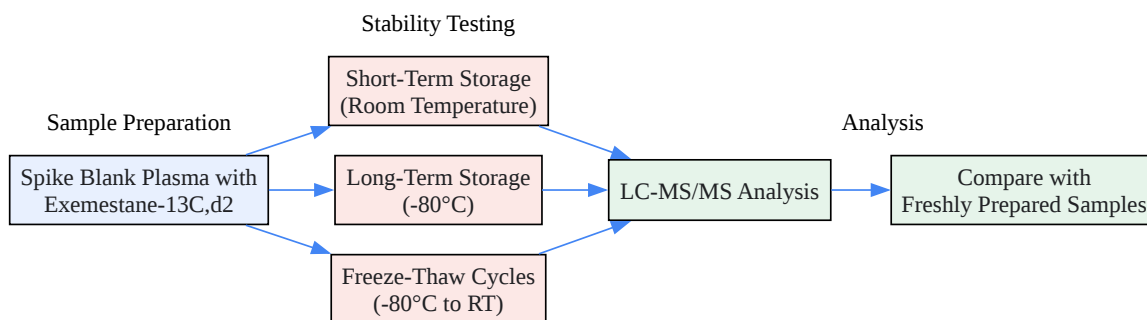 Stability Testing
Short-Term Storage
(Room Temperature)
Sample Preparation
Analysis
Spike Blank Plasma with
Exemestane-13C,d2
Long-Term Storage
(-80°C)
LC-MS/MS Analysis
Compare with
Freshly Prepared Samples
Freeze-Thaw Cycles
(-80°C to RT)